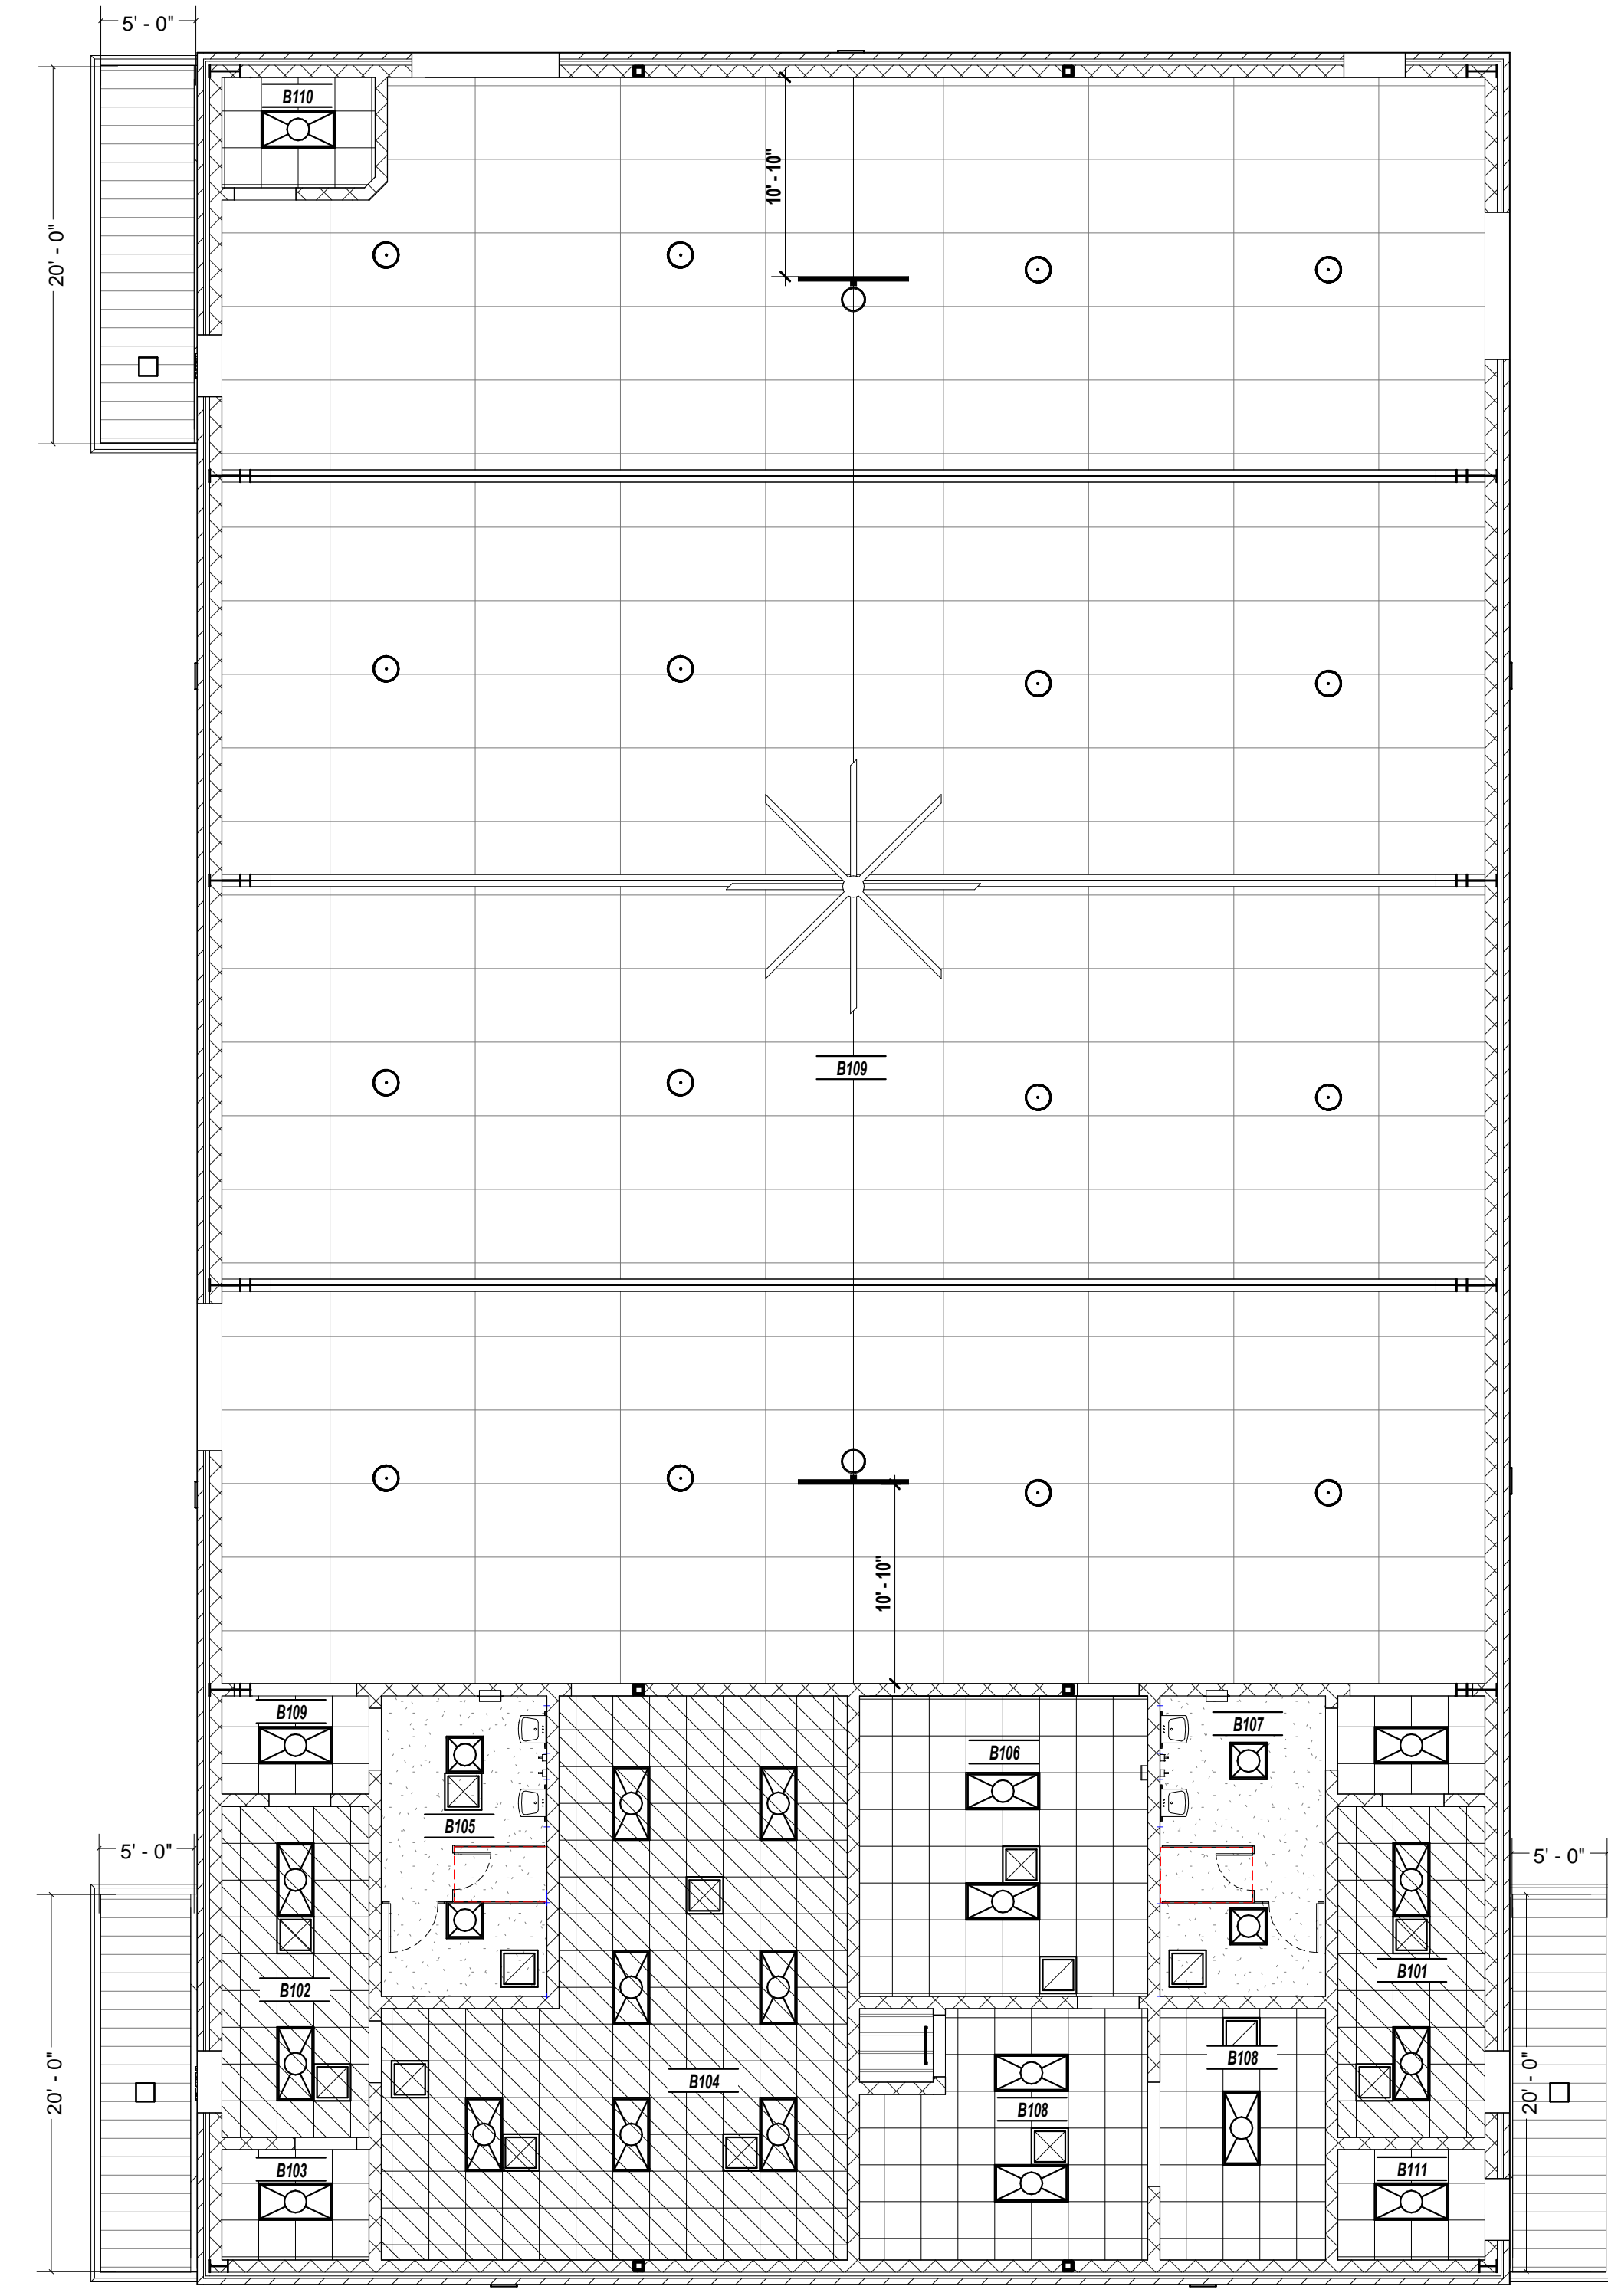 5' - 0"
B110
10' - 10"
20' - 0"
B109
10' - 10"
B109
B107
B106
B105
5' - 0"
5' - 0"
B101
B102
B108
B104
20' - 0"
20' - 0"
B108
B103
B111